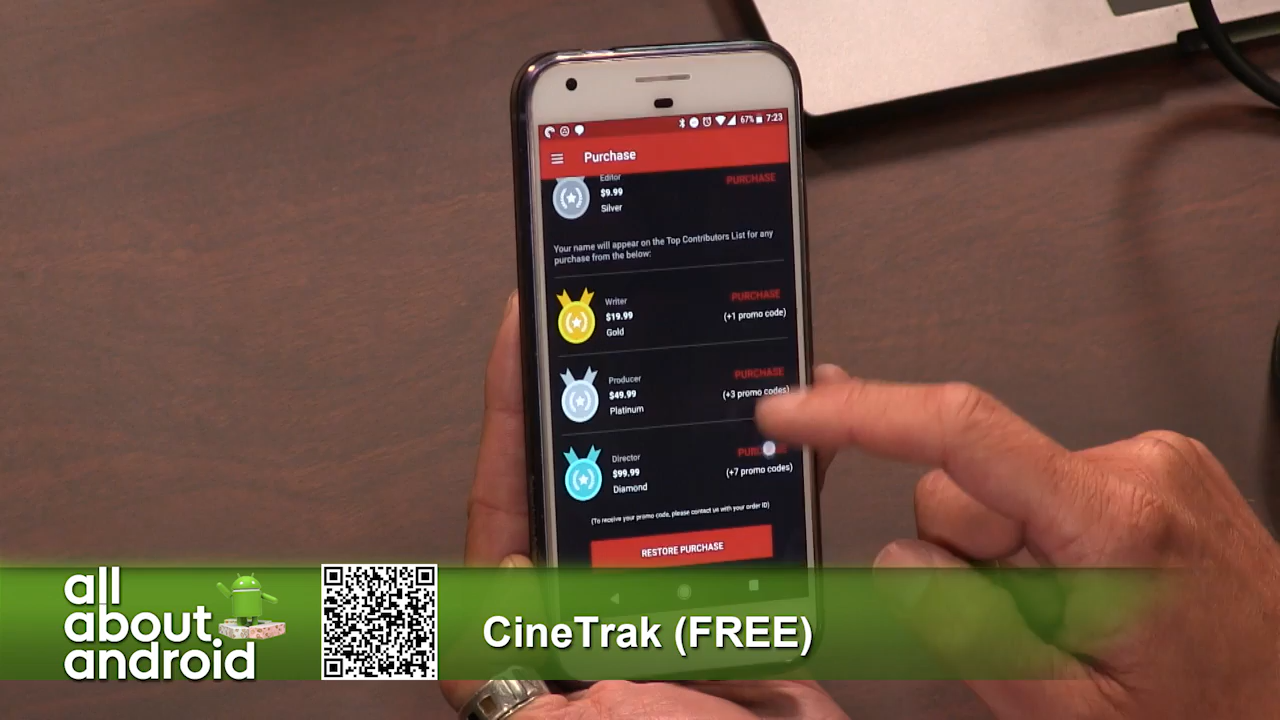 67% 7:23
Purchase
Editor
$9.99
Silver
PURCHASE
Your name will appear on the Top Contributors List for any
purchase from the below:
Writer
$19.99
Gold
PURCHASE
(+1 promo code)
Producer
$49.99
Platinum
PURCHASE
(+3 promo codes)
Director
$99.99
Diamond
(+7 promo codes)
(To receive your promo code, please contact us with your order ID)
RESTORE PURCHASE
all
about
android
CineTrak (FREE)